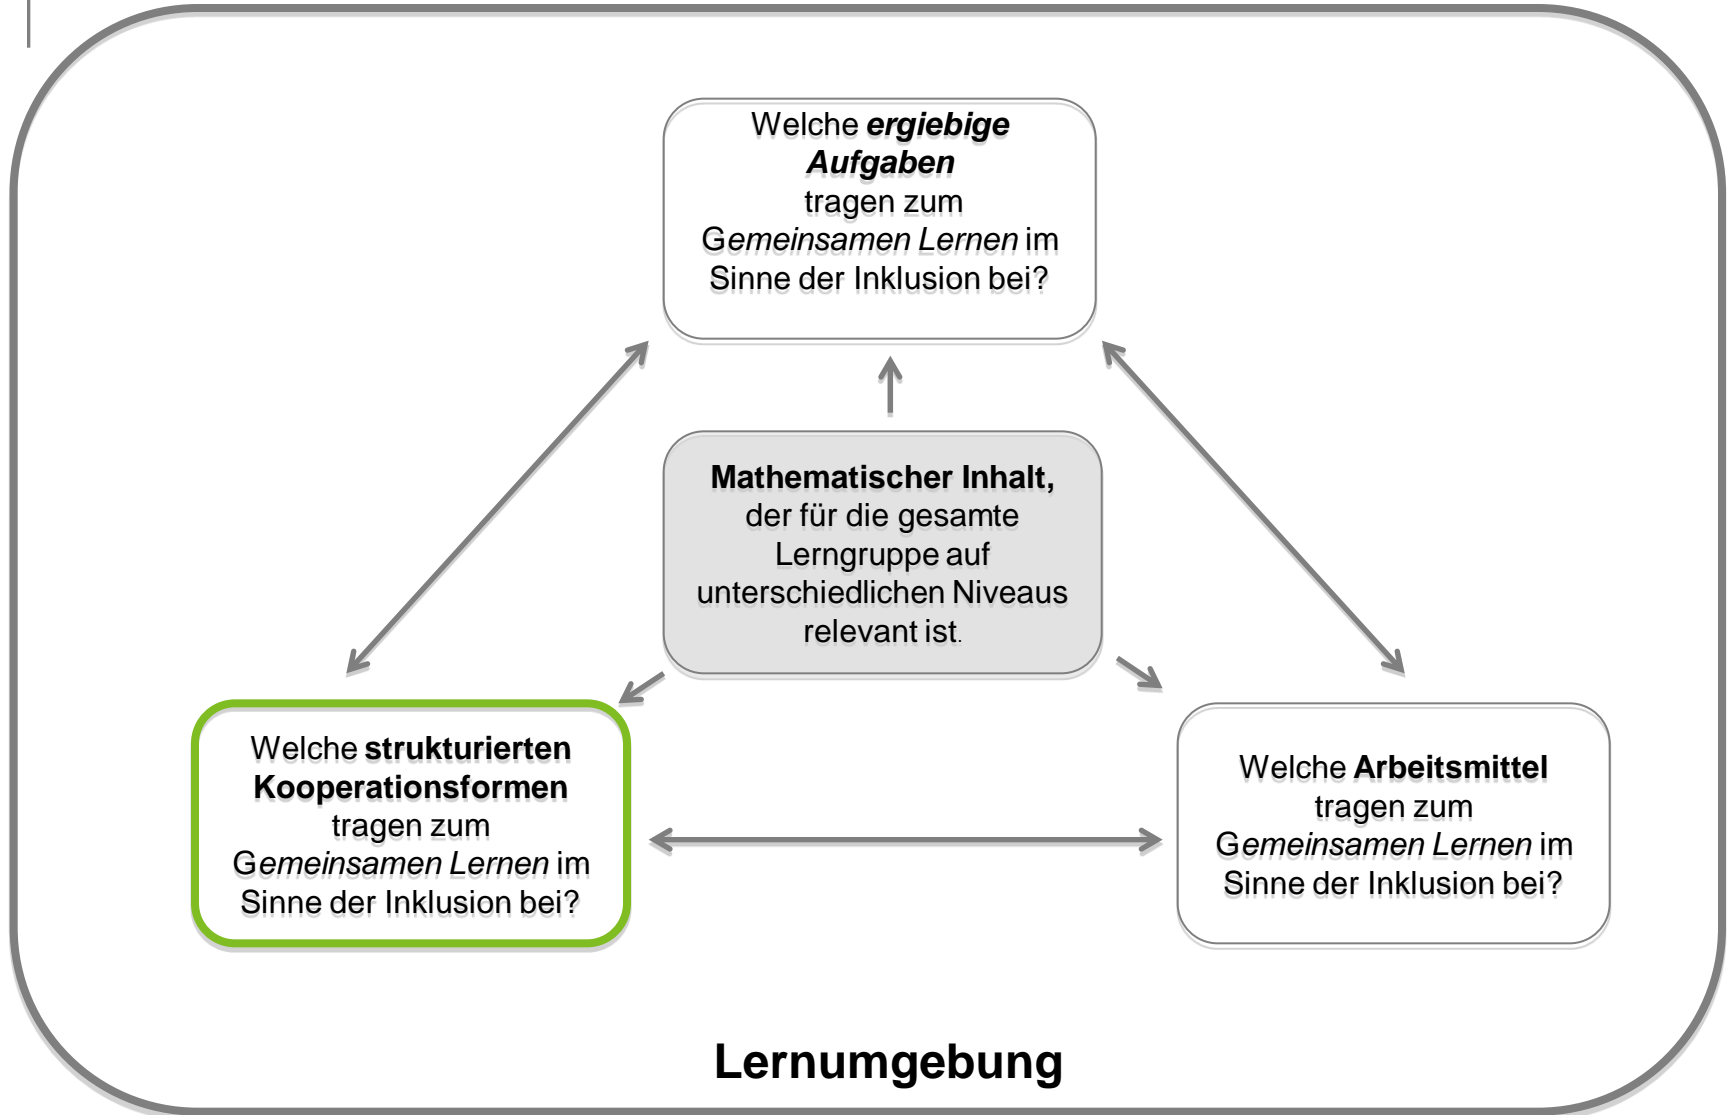 Welche ergiebige
Aufgaben
tragen zum
Gemeinsamen Lernen im
Sinne der Inklusion bei?
Mathematischer Inhalt,
der für die gesamte
Lerngruppe auf
unterschiedlichen Niveaus
relevant ist.
Welche strukturierten
Kooperationsformen
tragen zum
Gemeinsamen Lernen im
Sinne der Inklusion bei?
Welche Arbeitsmittel
tragen zum
Gemeinsamen Lernen im
Sinne der Inklusion bei?
Lernumgebung